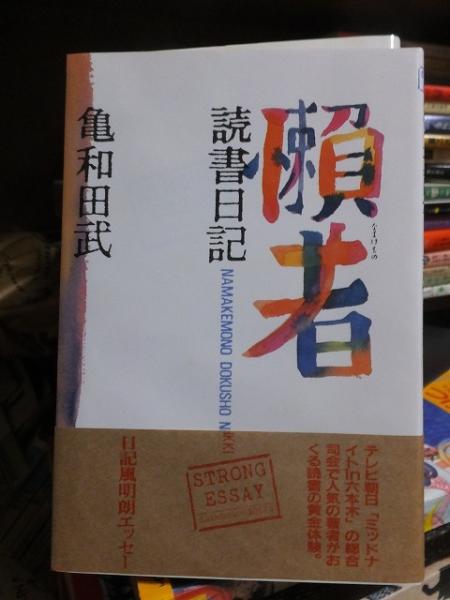 懶者
なまけもの
読書日記
亀和田武
NAMAKEMONO DOKUSHO NIKKI
テレビ朝日「ミッドナ
イトin六本木」の総合
司会で人気の著者がお
くる読書の黄金体験。
STRONG
ESSAY
日記風明朗エッセー